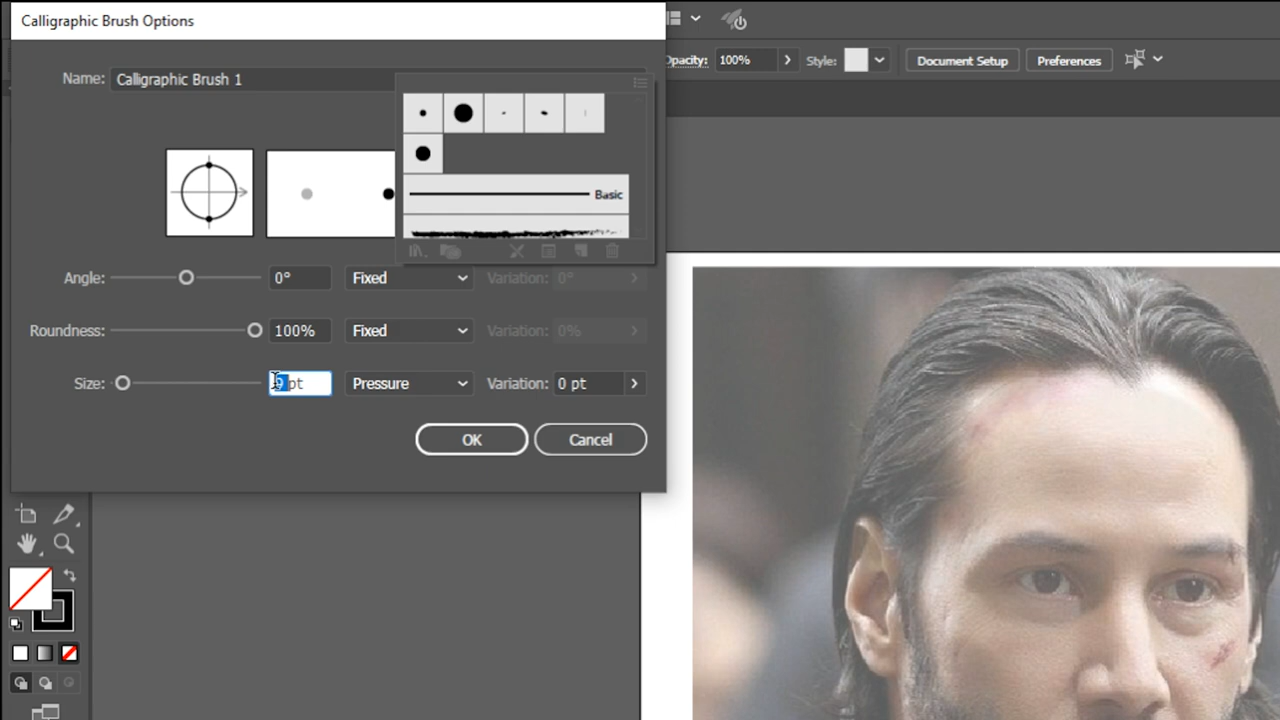 Calligraphic Brush Options
Opacity: 100% Style: Document Setup Preferences
Name: Calligraphic Brush 1
Basic
Angle: 0° Fixed Variation: 0°
Roundness: 100% Fixed Variation: 0%
Size: 9 pt Pressure Variation: 0 pt
OK Cancel